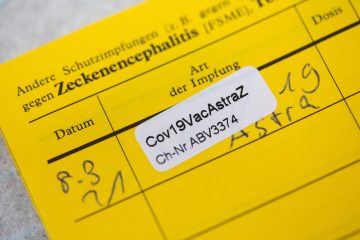 Andere Schutzimpfungen (z.B. gegen
gegen Zeckenencephalitis [FSME],
Datum
Art
der Impfung
Dosis
Cov19VacAstraZ
Ch-Nr.ABV3374
8.3
21
19
Astra